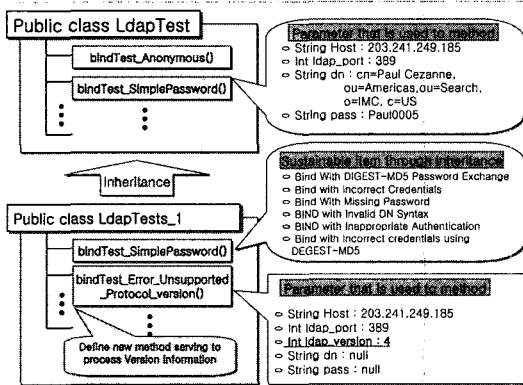 Public class LdapTest
bindTest_Anonymous()
bindTest_SimplePassword()
Parameter that is used to method
String Host : 203.241.249.185
Int ldap_port : 389
String dn : cn=Paul Cezanne,
ou=Americas,ou=Search,
o=IMC, c=US
String pass : Paul0005
Inheritance
Sustainable item through inheritance
Bind With DIGEST-MD5 Password Exchange
Bind with Incorrect Credentials
Bind with Missing Password
BIND with Invalid DN Syntax
BIND with Inappropriate Authentication
Bind with Incorrect credentials using
DEGEST-MD5
Public class LdapTests_1
bindTest_SimplePassword()
bindTest_Error_Unsupported
_Protocol_version()
Define new method serving to
process Version Information
Parameter that is used to method
String Host : 203.241.249.185
Int ldap_port : 389
Int ldap_version : 4
String dn : null
String pass : null